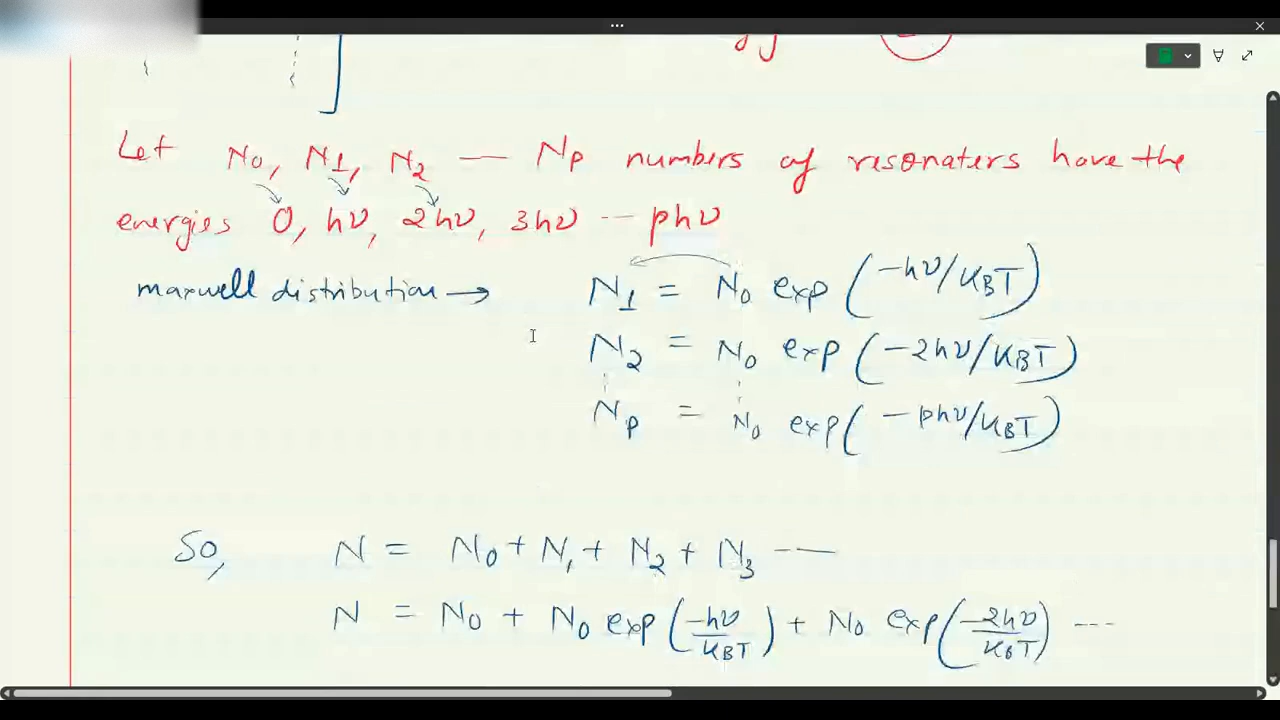 Let N0, N1, N2 — Np numbers of resonaters have the
energies 0, hν, 2hν, 3hν --- phν
maxwell distribution → N1 = N0 exp(-hν/KBT)
N2 = N0 exp(-2hν/KBT)
Np = N0 exp(-phν/KBT)
So, N = N0 + N1 + N2 + N3 -----
N = N0 + N0 exp(-hν/KBT) + N0 exp(-2hν/KBT) ---